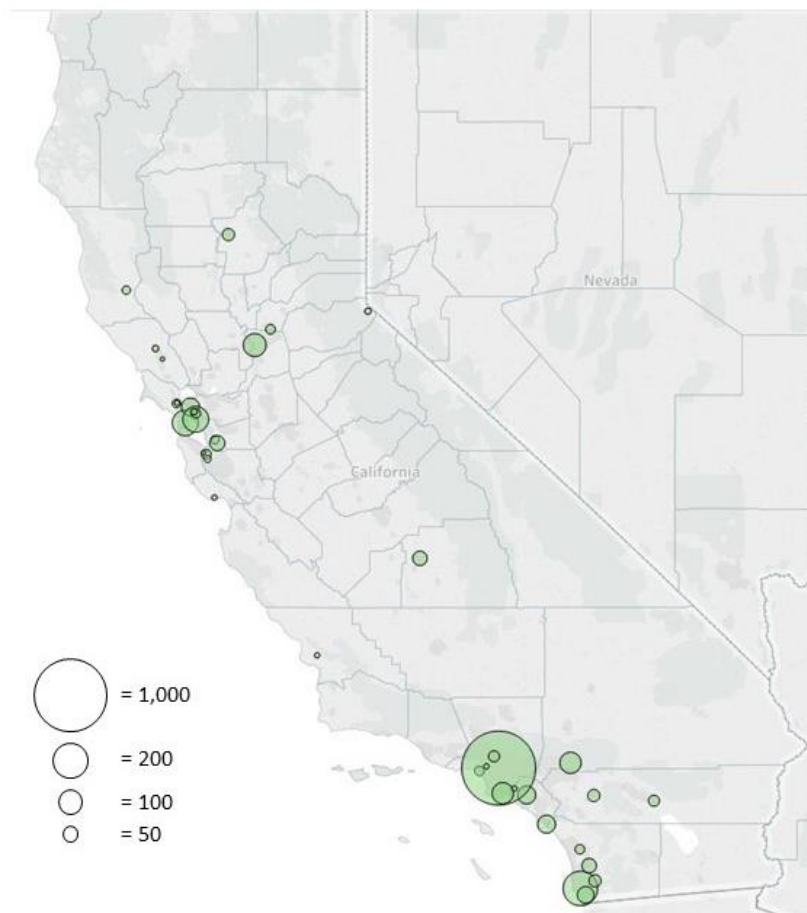 Nevada
California
= 1,000
= 200
= 100
= 50